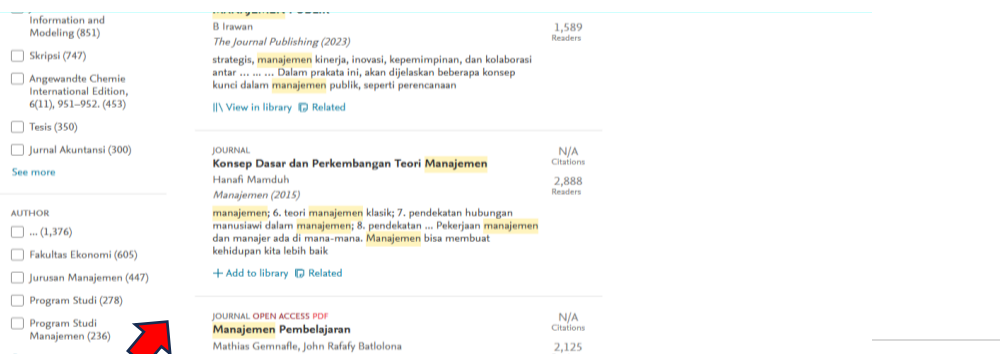 Information and
Modeling (851)
Skripsi (747)
Angewandte Chemie
International Edition,
6(11), 951–952. (453)
Tesis (350)
Jurnal Akuntansi (300)
See more
AUTHOR
... (1,376)
Fakultas Ekonomi (605)
Jurusan Manajemen (447)
Program Studi (278)
Program Studi
Manajemen (236)
B Irawan
The Journal Publishing (2023)
1,589
Readers
strategis, manajemen kinerja, inovasi, kepemimpinan, dan kolaborasi
antar ... ... ... Dalam prakata ini, akan dijelaskan beberapa konsep
kunci dalam manajemen publik, seperti perencanaan
View in library Related
JOURNAL
Konsep Dasar dan Perkembangan Teori Manajemen
Hanafi Mamduh
Manajemen (2015)
N/A
Citations
2,888
Readers
manajemen; 6. teori manajemen klasik; 7. pendekatan hubungan
manusiawi dalam manajemen; 8. pendekatan ... Pekerjaan manajemen
dan manajer ada di mana-mana. Manajemen bisa membuat
kehidupan kita lebih baik
+ Add to library Related
JOURNAL OPEN ACCESS PDF
Manajemen Pembelajaran
Mathias Gemnafle, John Rafafy Batlolona
N/A
Citations
2,125